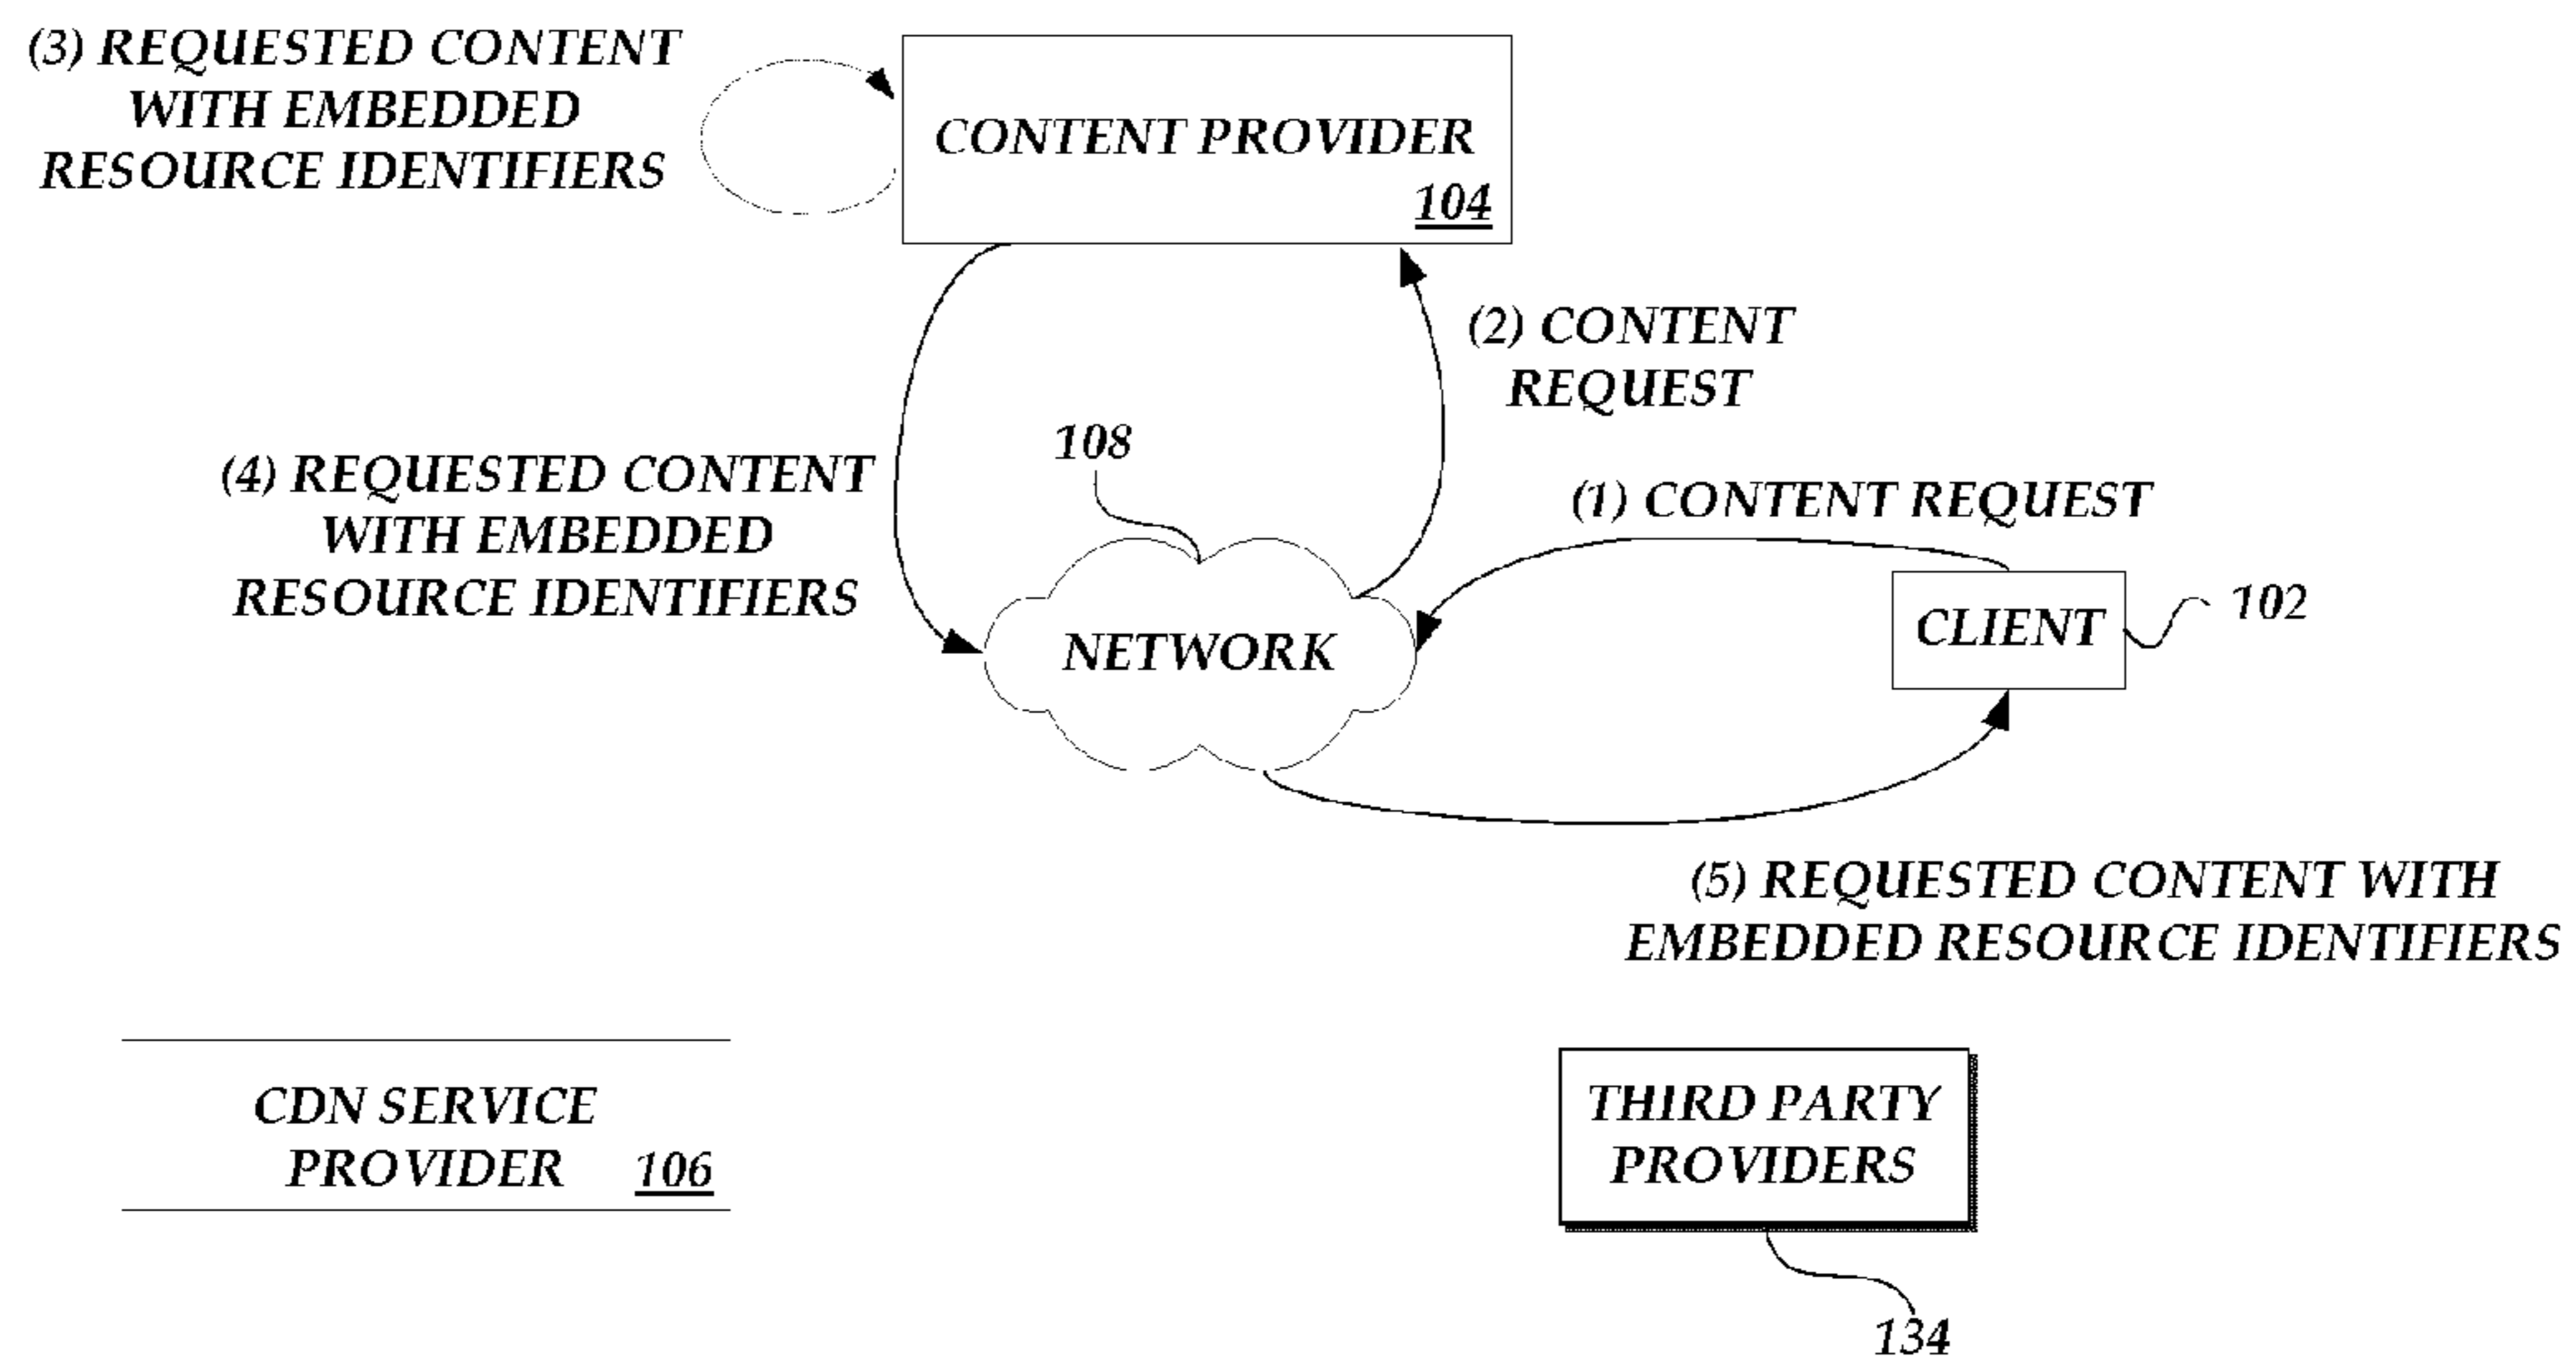 (3) REQUESTED CONTENT
WITH EMBEDDED
RESOURCE IDENTIFIERS
CONTENT PROVIDER
104
(2) CONTENT
REQUEST
108
(4) REQUESTED CONTENT
WITH EMBEDDED
RESOURCE IDENTIFIERS
(1) CONTENT REQUEST
NETWORK
CLIENT
102
(5) REQUESTED CONTENT WITH
EMBEDDED RESOURCE IDENTIFIERS
CDN SERVICE
PROVIDER 106
THIRD PARTY
PROVIDERS
134